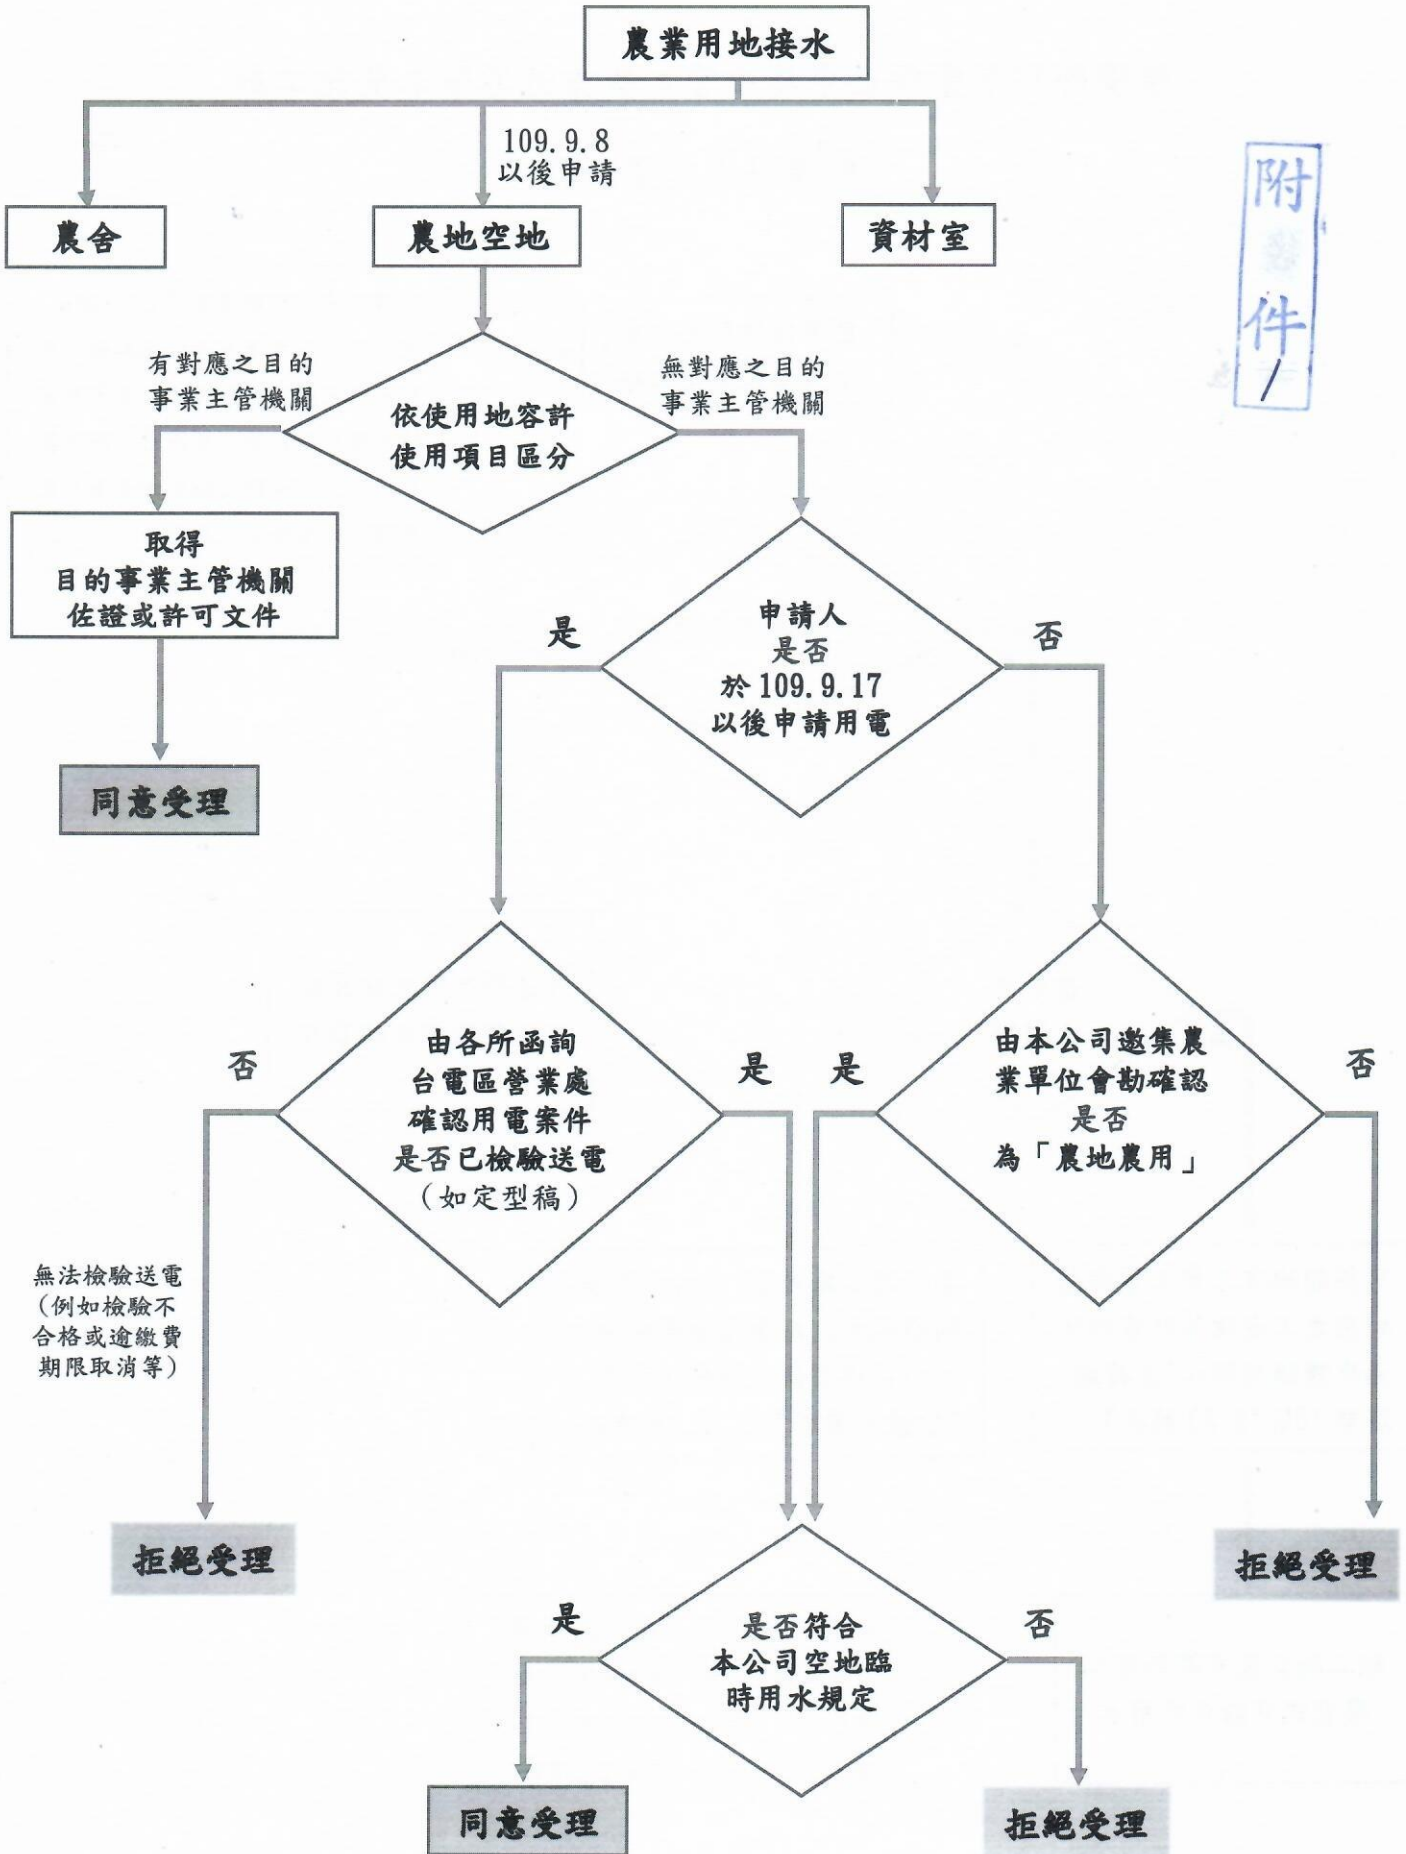 農業用地接水
109.9.8
以後申請
農舍
農地空地
資材室
附
件
1
有對應之目的
事業主管機關
無對應之目的
事業主管機關
依使用地容許
使用項目區分
取得
目的事業主管機關
佐證或許可文件
同意受理
是
申請人
是否
於109.9.17
以後申請用電
否
否
由各所函詢
台電區營業處
確認用電案件
是否已檢驗送電
(如定型稿)
是
是
由本公司邀集農
業單位會勘確認
是否
為「農地農用」
否
無法檢驗送電
(例如檢驗不
合格或逾繳費
期限取消等)
拒絕受理
拒絕受理
是
是否符合
本公司空地臨
時用水規定
否
同意受理
拒絕受理